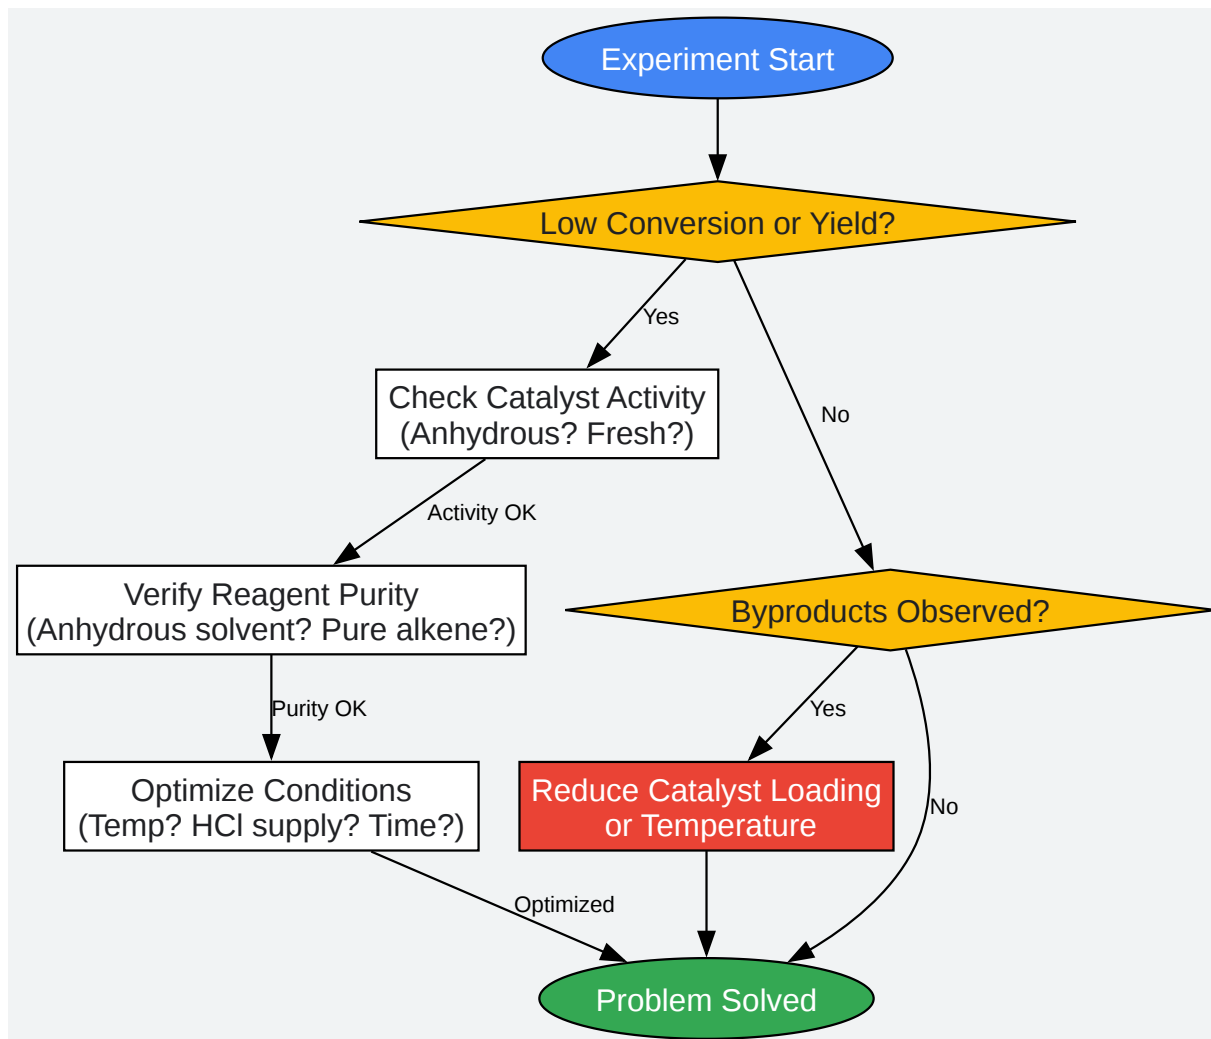 Experiment Start
Low Conversion or Yield?
Yes
Check Catalyst Activity
(Anhydrous? Fresh?)
No
Activity OK
Verify Reagent Purity
(Anhydrous solvent? Pure alkene?)
Byproducts Observed?
Purity OK
Yes
Optimize Conditions
(Temp? HCl supply? Time?)
Reduce Catalyst Loading
or Temperature
No
Optimized
Problem Solved